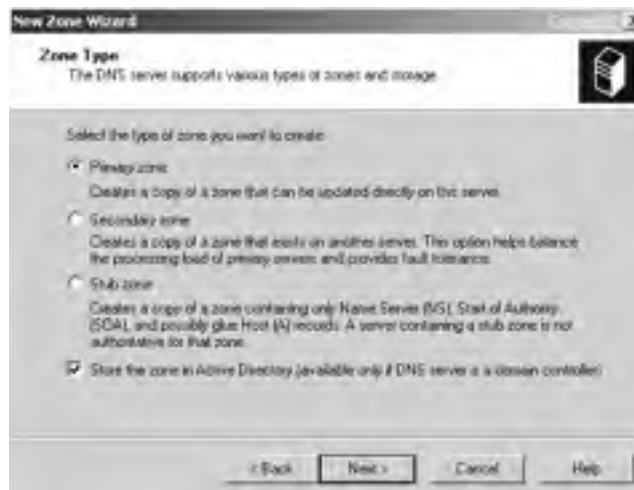 New Zone Wizard
Zone Type
The DNS server supports various types of zones and storage.
Select the type of zone you want to create:
Primary zone
Creates a copy of a zone that can be updated directly on this server.
Secondary zone
Creates a copy of a zone that exists on another server. This option helps balance
the processing load of primary servers and provides fault tolerance.
Stub zone
Creates a copy of a zone containing only Name Server (NS), Start of Authority
(SOA), and possibly glue Host (A) records. A server containing a stub zone is not
authoritative for that zone.
Store the zone in Active Directory (available only if DNS server is a domain controller)
< Back Next > Cancel Help